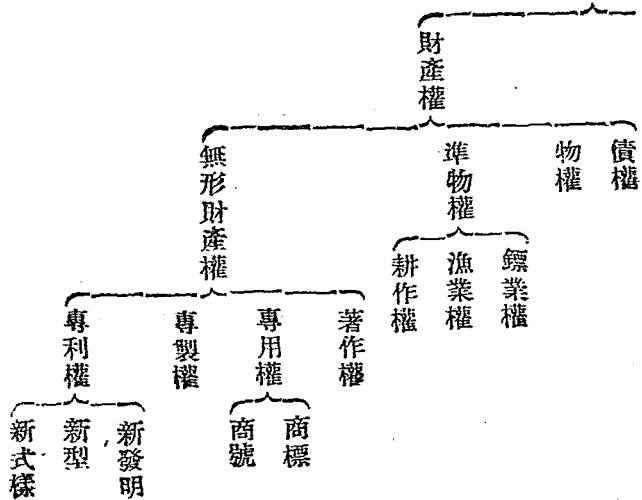 財產權
債權
物權
準物權
鑛業權
漁業權
耕作權
無形財產權
著作權
專用權
商標
商號
專製權
專利權
新發明
新型
新式樣